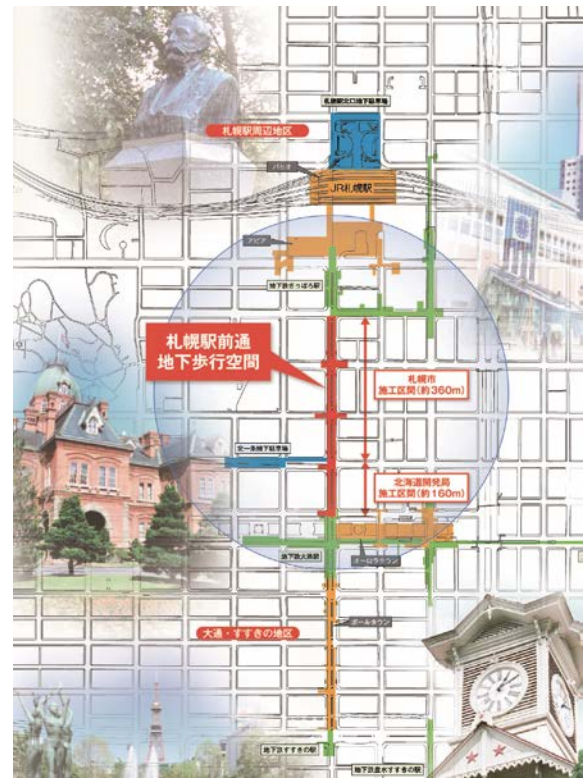 札幌駅北口地下駐車場
札幌駅周辺地区
パセオ
JR札幌駅
アピア
地下鉄さっぽろ駅
札幌駅前通
地下歩行空間
札幌市
施工区間(約360m)
北一条地下駐車場
北海道開発局
施工区間(約160m)
地下鉄大通駅
オーロラタウン
大通・すすきの地区
ポールタウン
地下鉄すすきの駅
地下鉄豊水すすきの駅